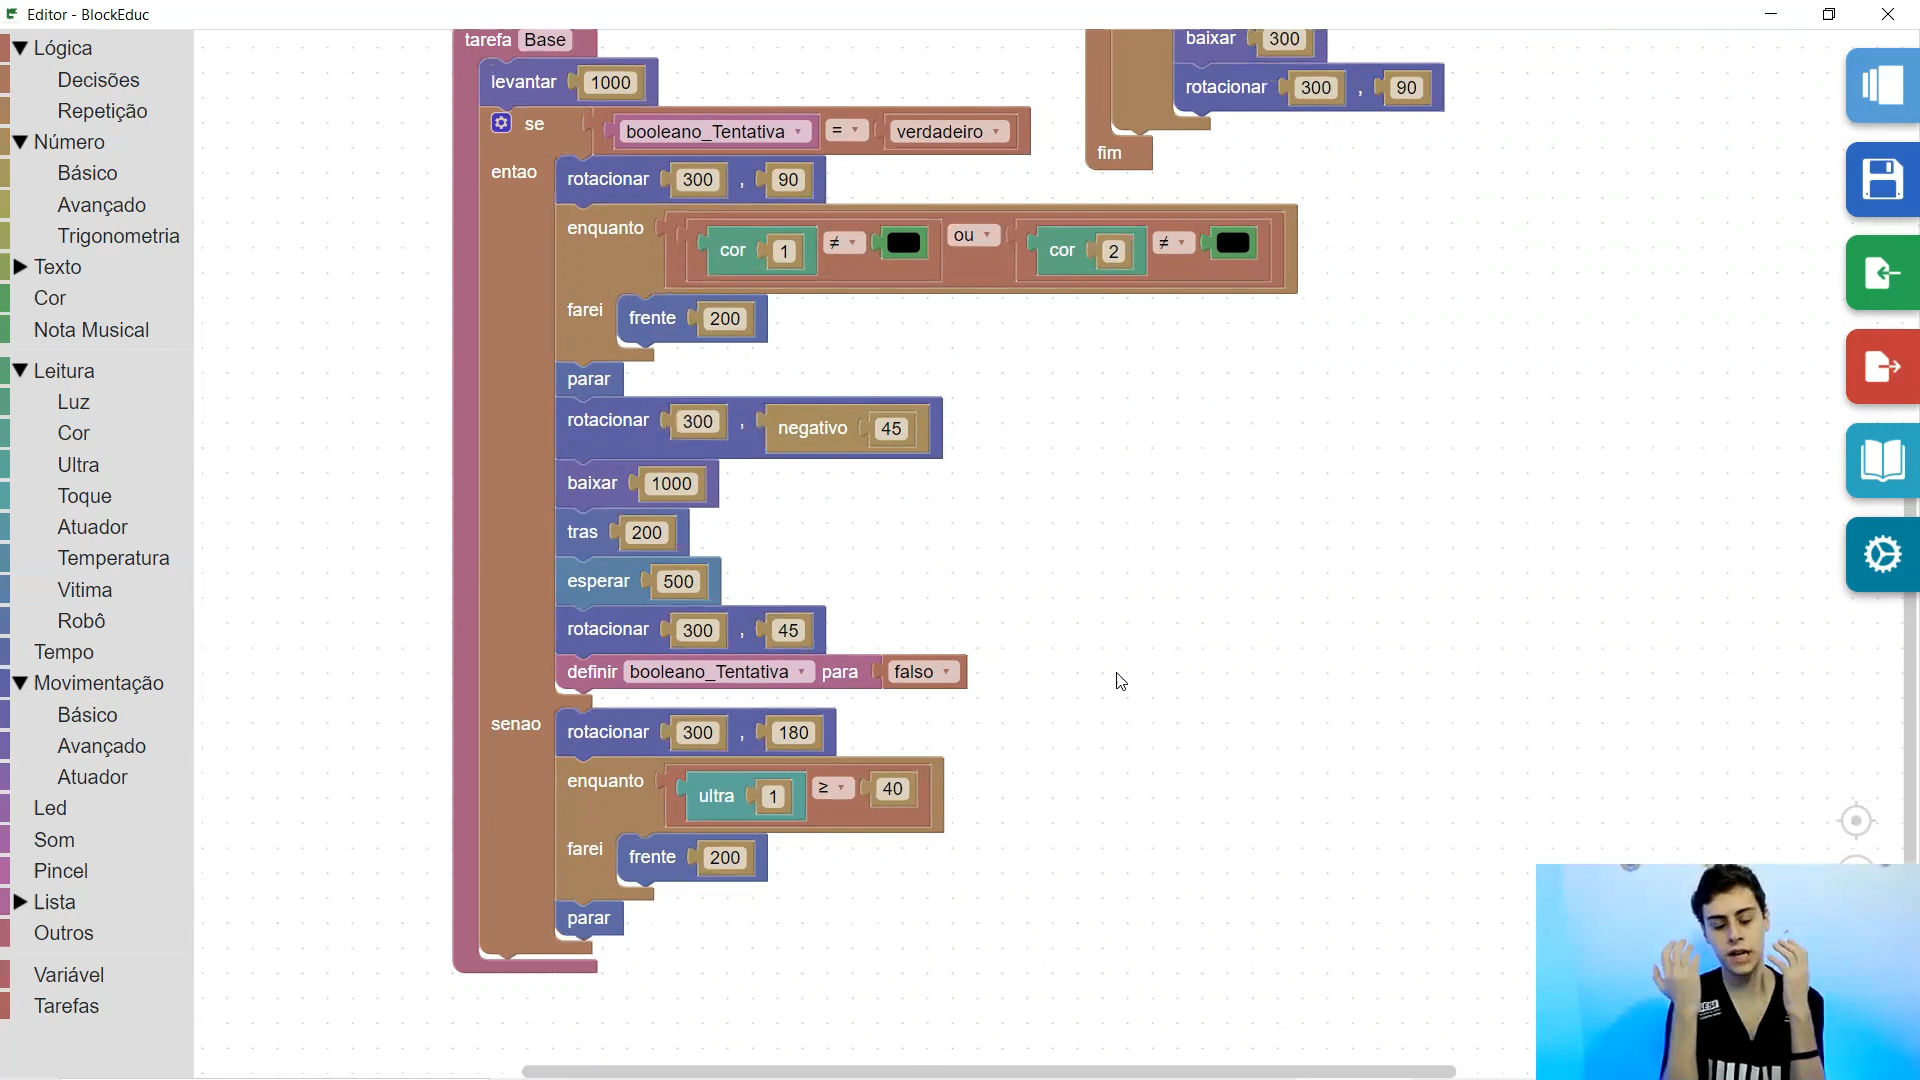 Editor - BlockEduc
Lógica
Decisões
Repetição
Número
Básico
Avançado
Trigonometria
Texto
Cor
Nota Musical
Leitura
Luz
Cor
Ultra
Toque
Atuador
Temperatura
Vitima
Robô
Tempo
Movimentação
Básico
Avançado
Atuador
Led
Som
Pincel
Lista
Outros
Variável
Tarefas
tarefa Base
levantar 1000
se booleano_Tentativa = verdadeiro
entao rotacionar 300 , 90
enquanto cor 1 ≠ ou cor 2 ≠
farei frente 200
parar
rotacionar 300 , negativo 45
baixar 1000
tras 200
esperar 500
rotacionar 300 , 45
definir booleano_Tentativa para falso
senao rotacionar 300 , 180
enquanto ultra 1 ≥ 40
farei frente 200
parar
baixar 300
rotacionar 300 , 90
fim
SESI